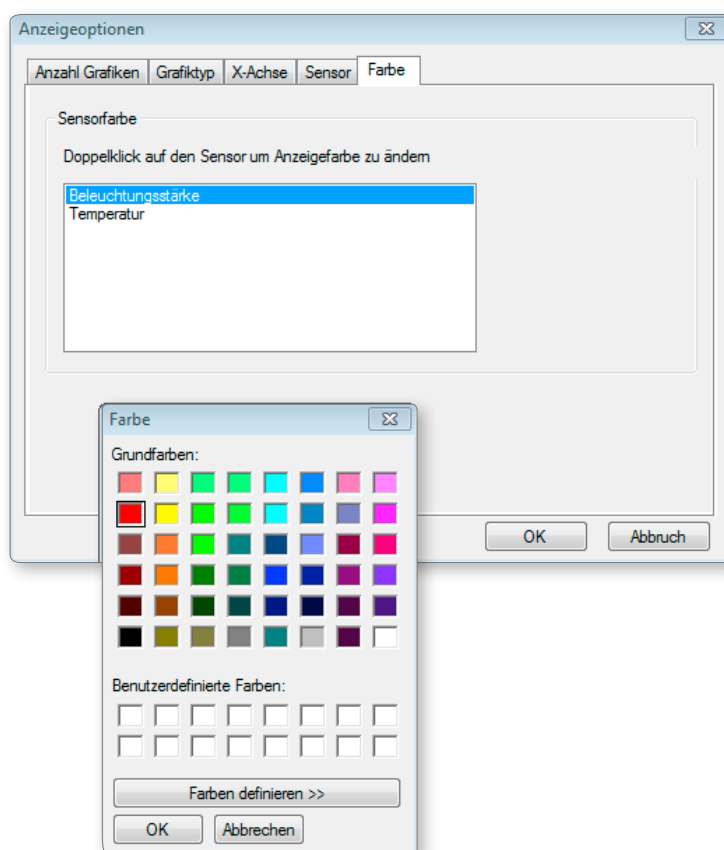 Anzeigeoptionen
Anzahl Grafiken Grafiktyp X-Achse Sensor Farbe
Sensorfarbe
Doppelklick auf den Sensor um Anzeigefarbe zu ändern
Beleuchtungsstärke
Temperatur
OK Abbruch
Farbe
Grundfarben:
Benutzerdefinierte Farben:
Farben definieren >>
OK Abbrechen